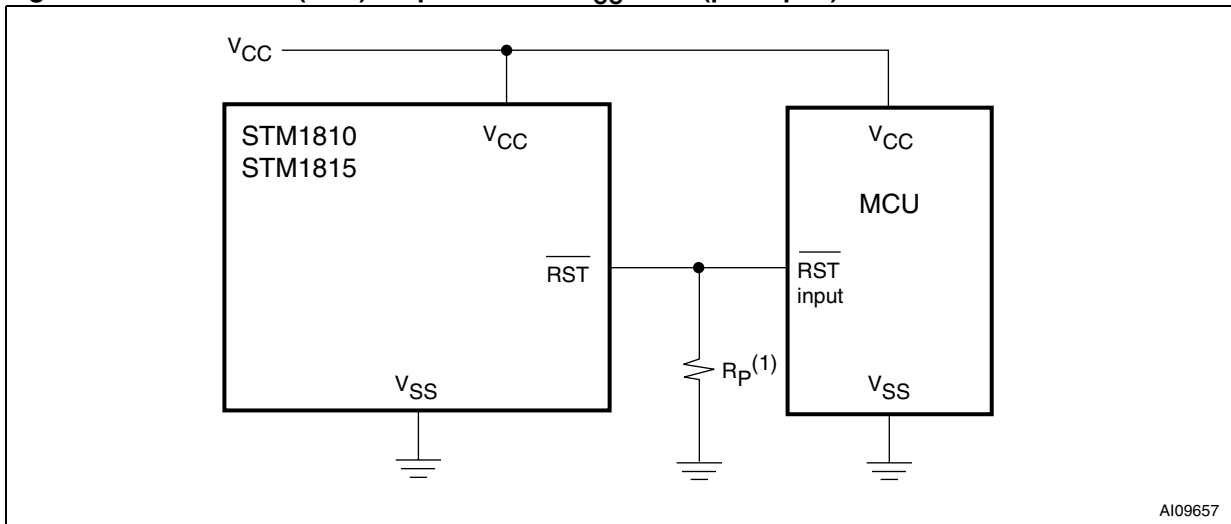 VCC
STM1810
STM1815
VCC
RST
VSS
RP(1)
VCC
MCU
RST
input
VSS
AI09657